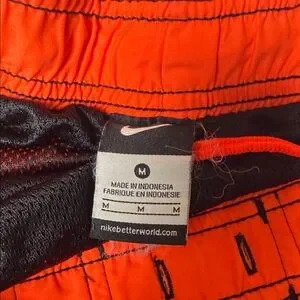 M
MADE IN INDONESIA
FABRIQUE EN INDONESIE
M M M
nikebetterworld.com